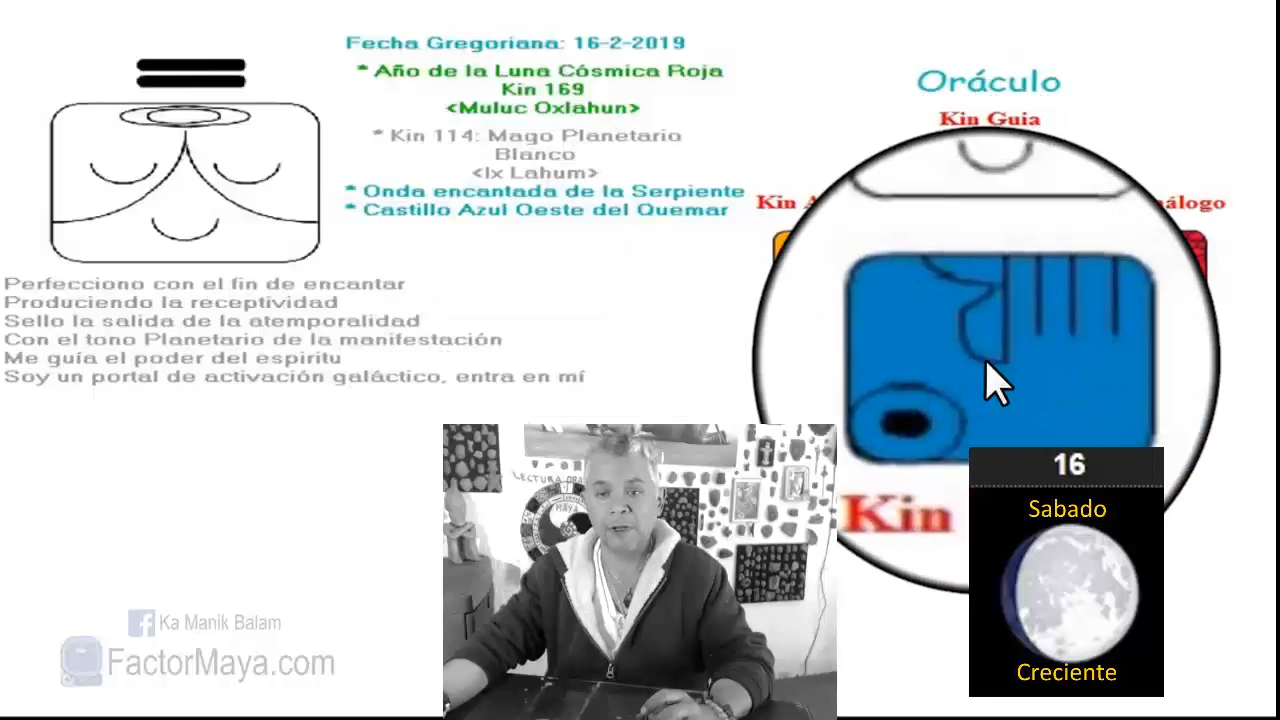 Fecha Gregoriana: 16-2-2019
* Año de la Luna Cósmica Roja
Kin 169
<Muluc Oxlahun>
* Kin 114: Mago Planetario
Blanco
<Ix Lahum>
* Onda encantada de la Serpiente
* Castillo Azul Oeste del Quemar
Perfecciono con el fin de encantar
Produciendo la receptividad
Sello la salida de la atemporalidad
Con el tono Planetario de la manifestación
Me guía el poder del espiritu
Soy un portal de activación galáctico, entra en mí
Oráculo
Kin Guia
Kin
Kin
16
Sabado
Creciente
LECTURA
MAYA
Ka Manik Balam
FactorMaya.com